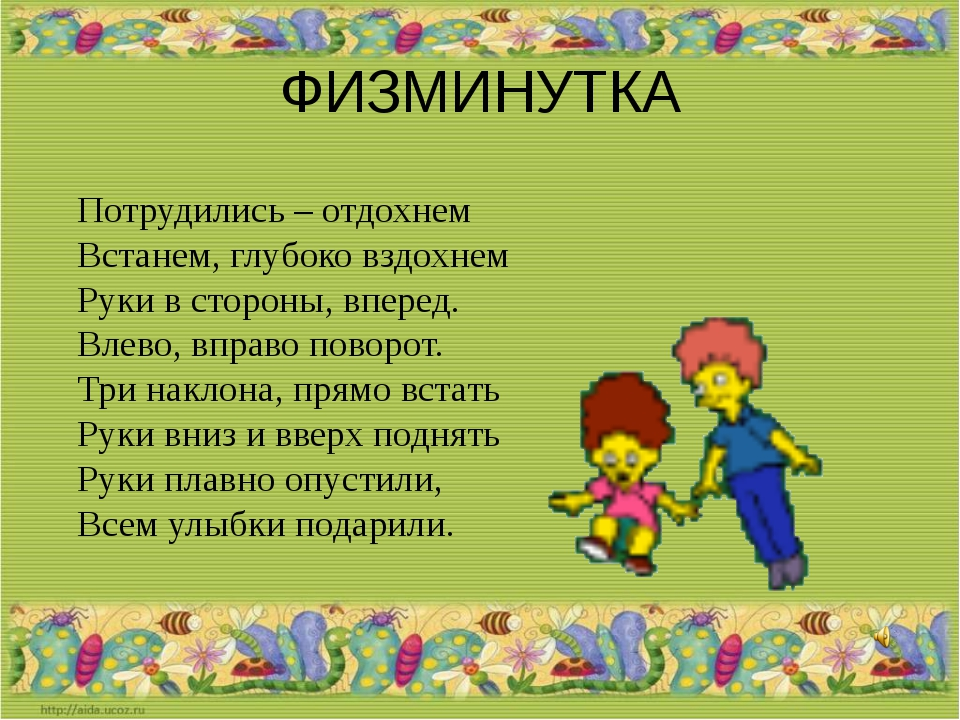 ФИЗМИНУТКА
Потрудились – отдохнем
Встанем, глубоко вздохнем
Руки в стороны, вперед.
Влево, вправо поворот.
Три наклона, прямо встать
Руки вниз и вверх поднять
Руки плавно опустили,
Всем улыбки подарили.
http://aida.ucoz.ru